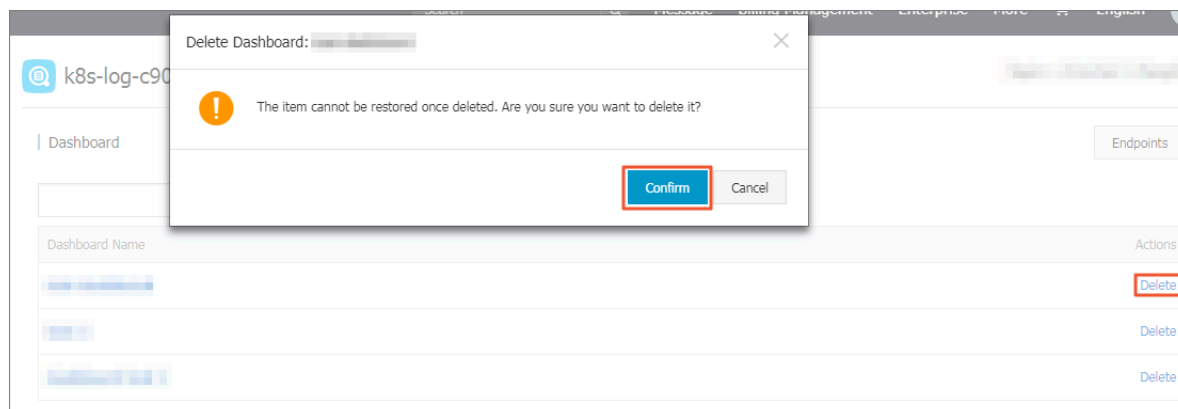 Search Message Billing Management Enterprise More English
Delete Dashboard:
k8s-log-c90
The item cannot be restored once deleted. Are you sure you want to delete it?
Dashboard
Endpoints
Confirm Cancel
Dashboard Name Actions
Delete
Delete
Delete